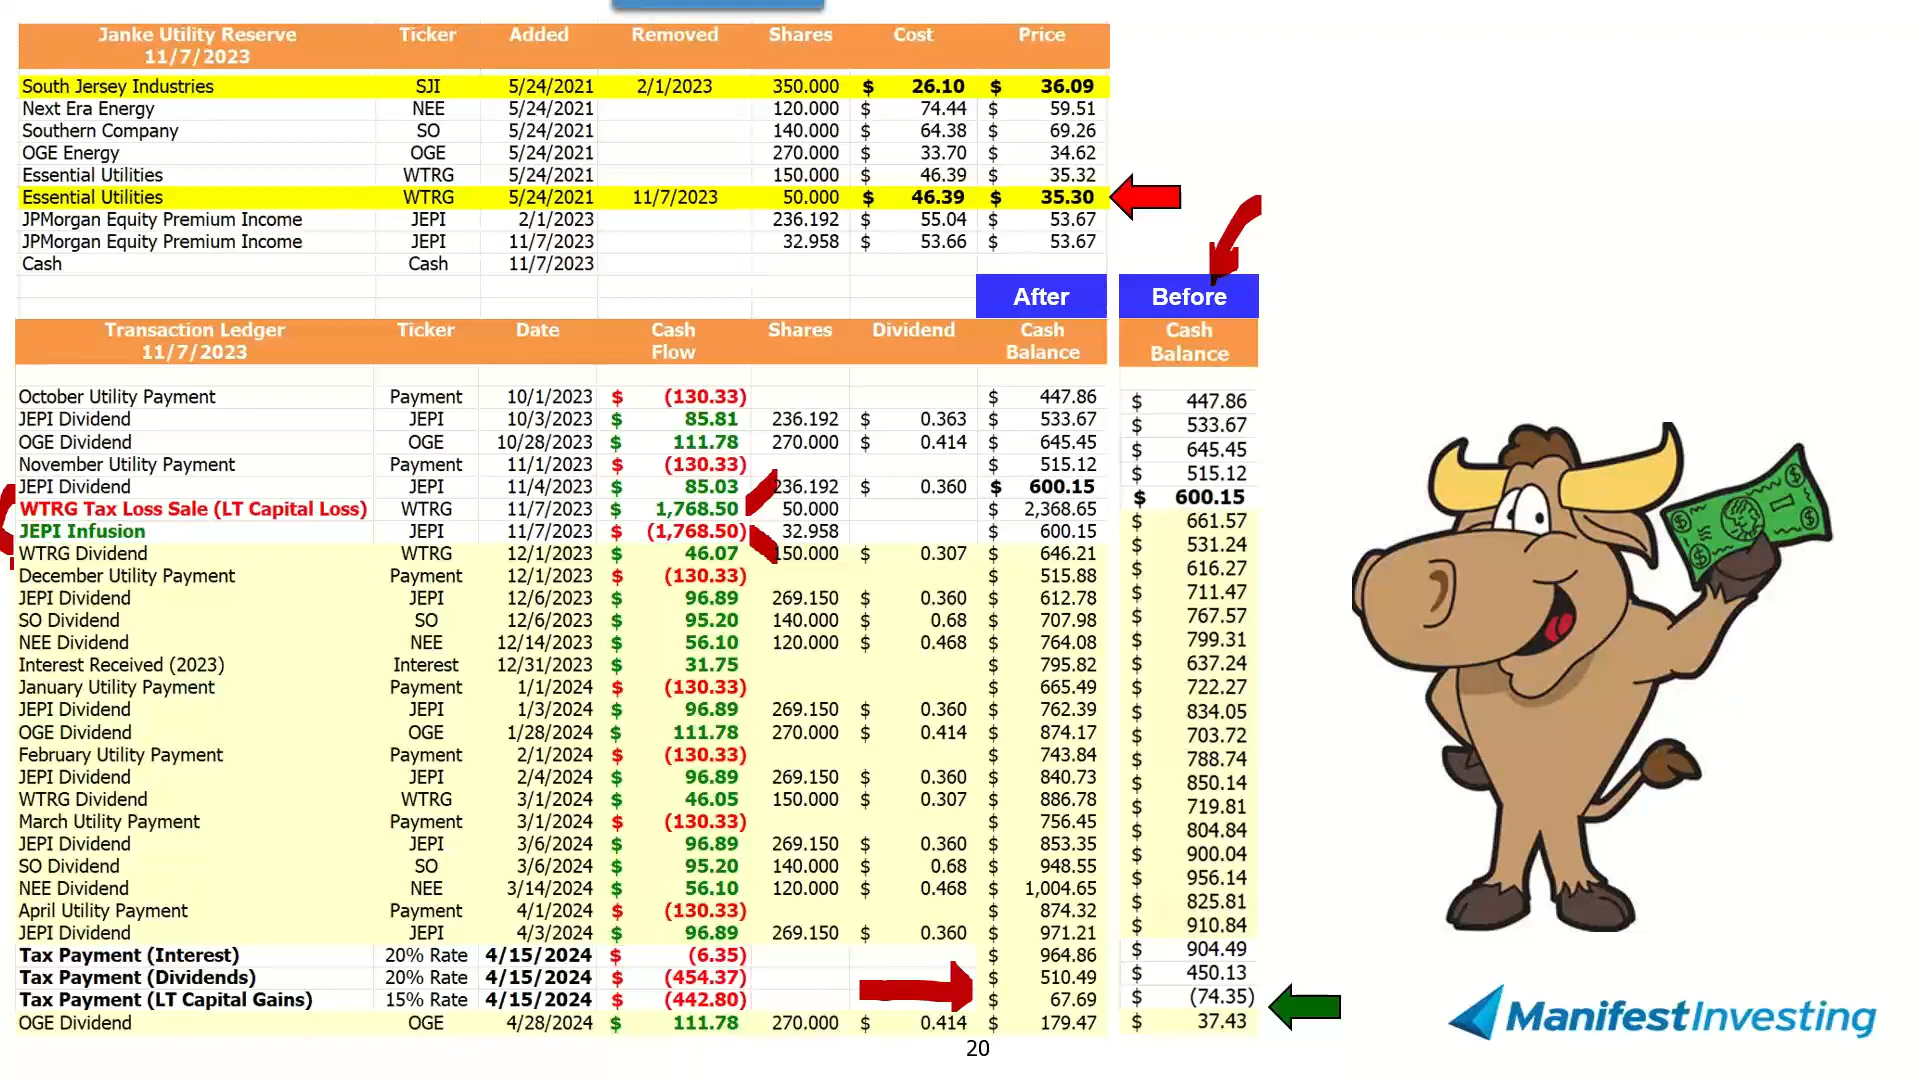 Janke Utility Reserve Ticker Added Removed Shares Cost Price
11/7/2023
South Jersey Industries SJI 5/24/2021 2/1/2023 350.000 $ 26.10 $ 36.09
Next Era Energy NEE 5/24/2021 120.000 $ 74.44 $ 59.51
Southern Company SO 5/24/2021 140.000 $ 64.38 $ 69.26
OGE Energy OGE 5/24/2021 270.000 $ 33.70 $ 34.62
Essential Utilities WTRG 5/24/2021 150.000 $ 46.39 $ 35.32
Essential Utilities WTRG 5/24/2021 11/7/2023 50.000 $ 46.39 $ 35.30
JPMorgan Equity Premium Income JEPI 2/1/2023 236.192 $ 55.04 $ 53.67
JPMorgan Equity Premium Income JEPI 11/7/2023 32.958 $ 53.66 $ 53.67
Cash Cash 11/7/2023
After Before
Transaction Ledger Ticker Date Cash Shares Dividend Cash Cash
11/7/2023 Flow Balance Balance
October Utility Payment Payment 10/1/2023 $ (130.33) $ 447.86 $ 447.86
JEPI Dividend JEPI 10/3/2023 $ 85.81 236.192 $ 0.363 $ 533.67 $ 533.67
OGE Dividend OGE 10/28/2023 $ 111.78 270.000 $ 0.414 $ 645.45 $ 645.45
November Utility Payment Payment 11/1/2023 $ (130.33) $ 515.12 $ 515.12
JEPI Dividend JEPI 11/4/2023 $ 85.03 236.192 $ 0.360 $ 600.15 $ 600.15
WTRG Tax Loss Sale (LT Capital Loss) WTRG 11/7/2023 $ 1,768.50 50.000 $ 2,368.65 $ 661.57
JEPI Infusion JEPI 11/7/2023 $ (1,768.50) 32.958 $ 600.15 $ 531.24
WTRG Dividend WTRG 12/1/2023 $ 46.07 150.000 $ 0.307 $ 646.21 $ 616.27
December Utility Payment Payment 12/1/2023 $ (130.33) $ 515.88 $ 711.47
JEPI Dividend JEPI 12/6/2023 $ 96.89 269.150 $ 0.360 $ 612.78 $ 767.57
SO Dividend SO 12/6/2023 $ 95.20 140.000 $ 0.68 $ 707.98 $ 799.31
NEE Dividend NEE 12/14/2023 $ 56.10 120.000 $ 0.468 $ 764.08 $ 637.24
Interest Received (2023) Interest 12/31/2023 $ 31.75 $ 795.82 $ 722.27
January Utility Payment Payment 1/1/2024 $ (130.33) $ 665.49 $ 834.05
JEPI Dividend JEPI 1/3/2024 $ 96.89 269.150 $ 0.360 $ 762.39 $ 703.72
OGE Dividend OGE 1/28/2024 $ 111.78 270.000 $ 0.414 $ 874.17 $ 788.74
February Utility Payment Payment 2/1/2024 $ (130.33) $ 743.84 $ 850.14
JEPI Dividend JEPI 2/4/2024 $ 96.89 269.150 $ 0.360 $ 840.73 $ 719.81
WTRG Dividend WTRG 3/1/2024 $ 46.05 150.000 $ 0.307 $ 886.78 $ 804.84
March Utility Payment Payment 3/1/2024 $ (130.33) $ 756.45 $ 900.04
JEPI Dividend JEPI 3/6/2024 $ 96.89 269.150 $ 0.360 $ 853.35 $ 956.14
SO Dividend SO 3/6/2024 $ 95.20 140.000 $ 0.68 $ 948.55 $ 825.81
NEE Dividend NEE 3/14/2024 $ 56.10 120.000 $ 0.468 $ 1,004.65 $ 910.84
April Utility Payment Payment 4/1/2024 $ (130.33) $ 874.32 $ 904.49
JEPI Dividend JEPI 4/3/2024 $ 96.89 269.150 $ 0.360 $ 971.21 $ 450.13
Tax Payment (Interest) 20% Rate 4/15/2024 $ (6.35) $ 964.86 $ (74.35)
Tax Payment (Dividends) 20% Rate 4/15/2024 $ (454.37) $ 510.49 $ 37.43
Tax Payment (LT Capital Gains) 15% Rate 4/15/2024 $ (442.80) $ 67.69
OGE Dividend OGE 4/28/2024 $ 111.78 270.000 $ 0.414 $ 179.47
20
ManifestInvesting